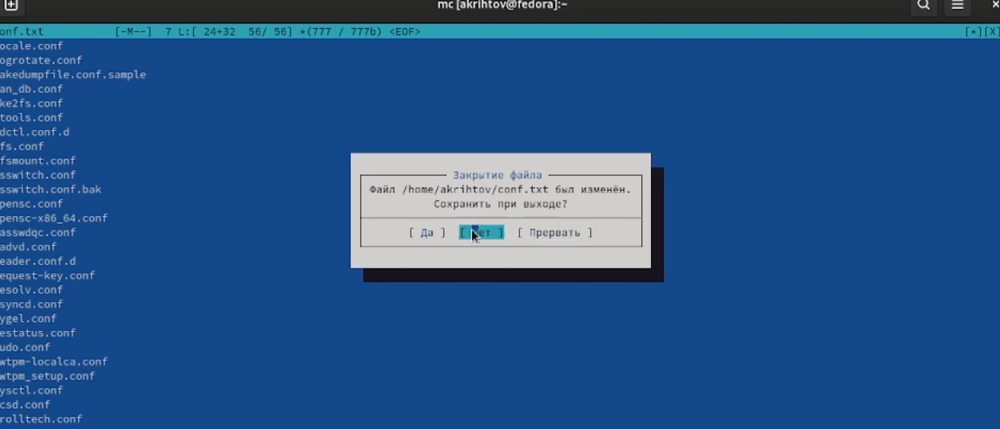 mc [akrihtov@fedora]:~
onf.txt [-M--] 7 L:[ 24+32 56/ 56] *(777 / 777b) <EOF> [*][X]
ocale.conf
ogrotate.conf
akedumpfile.conf.sample
an_db.conf
ke2fs.conf
tools.conf
dctl.conf.d
fs.conf
fsmount.conf
sswitch.conf
sswitch.conf.bak
pensc.conf
pensc-x86_64.conf
asswdqc.conf
advd.conf
eader.conf.d
equest-key.conf
esolv.conf
syncd.conf
ygel.conf
estatus.conf
udo.conf
wtpm-localca.conf
wtpm_setup.conf
ysctl.conf
csd.conf
rolltech.conf
Закрытие файла
Файл /home/akrihtov/conf.txt был изменён.
Сохранить при выходе?
[ Да ] [ Нет ] [ Прервать ]